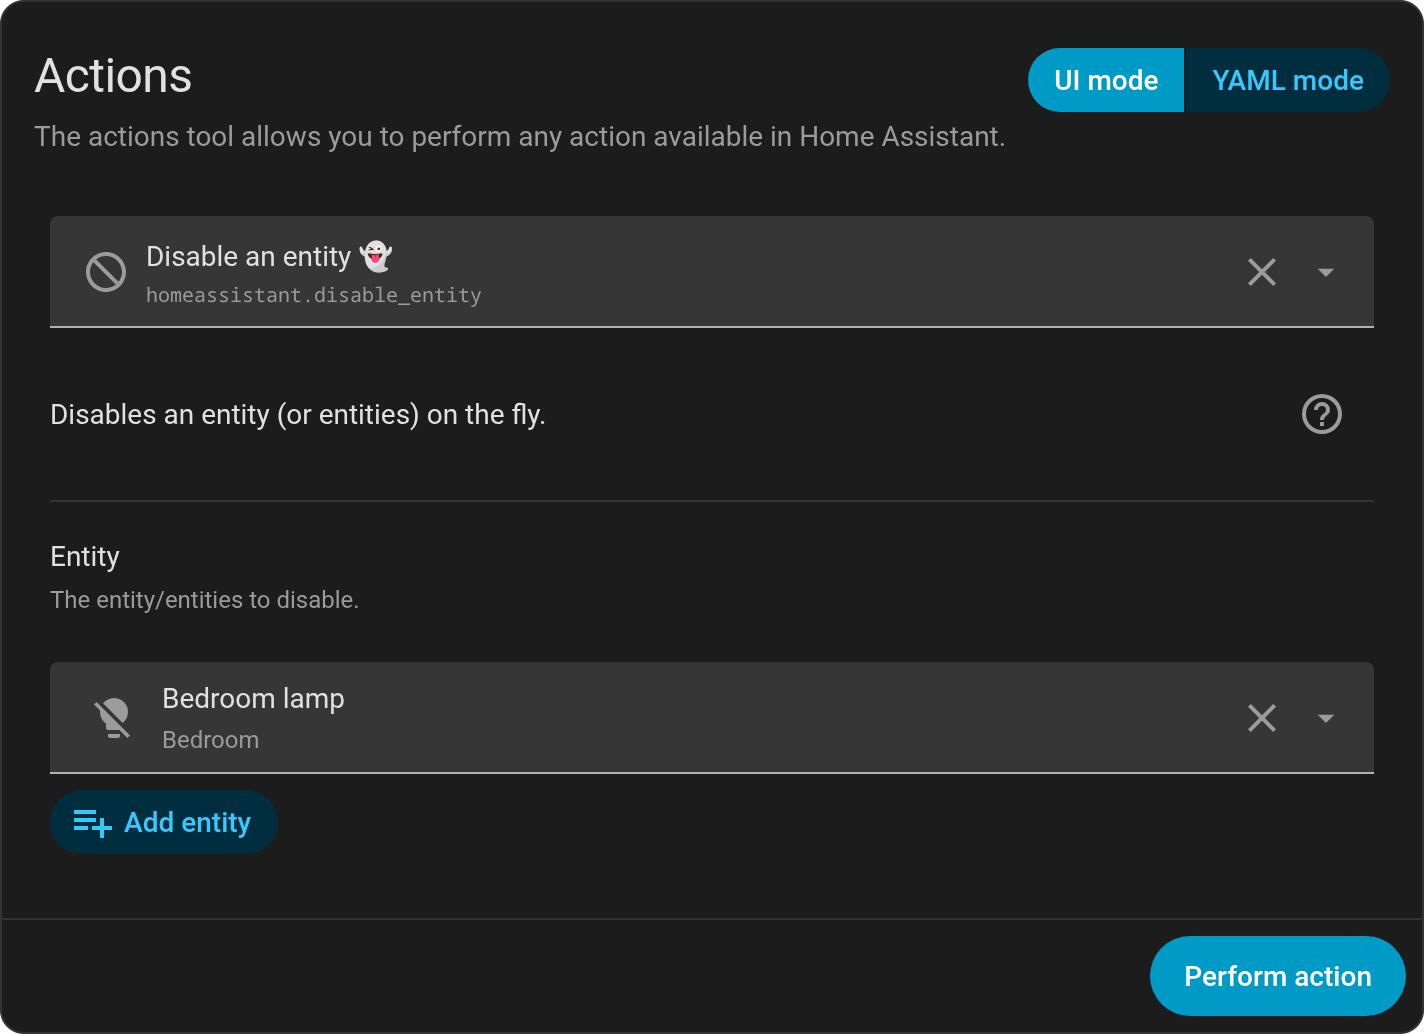 Actions
UI mode
YAML mode
The actions tool allows you to perform any action available in Home Assistant.
Disable an entity 👻
homeassistant.disable_entity
Disables an entity (or entities) on the fly.
Entity
The entity/entities to disable.
Bedroom lamp
Bedroom
Add entity
Perform action